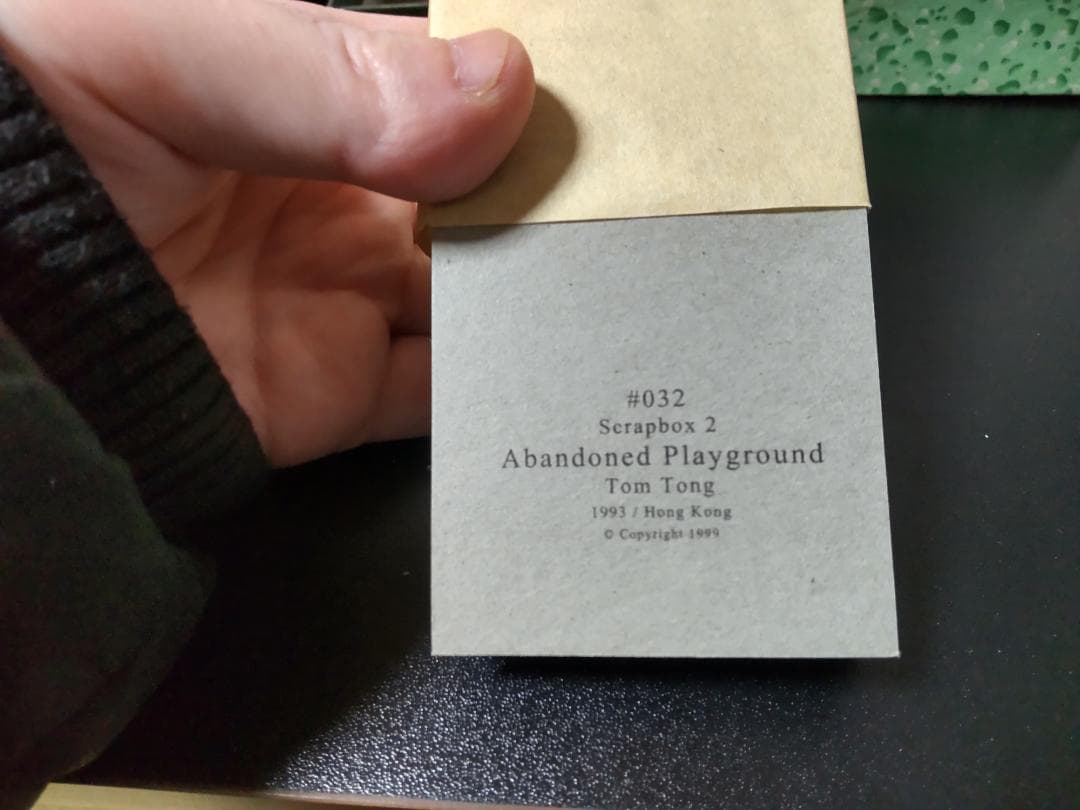 #032
Scrapbox 2
Abandoned Playground
Tom Tong
1993 / Hong Kong
© Copyright 1999